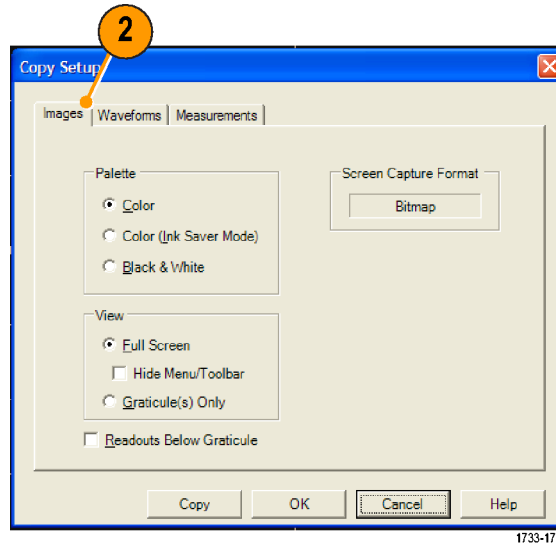 2
Copy Setup
Images Waveforms Measurements
Palette
Screen Capture Format
Color
Bitmap
Color (Ink Saver Mode)
Black & White
View
Full Screen
Hide Menu/Toolbar
Graticule(s) Only
Readouts Below Graticule
Copy OK Cancel Help
1733-17